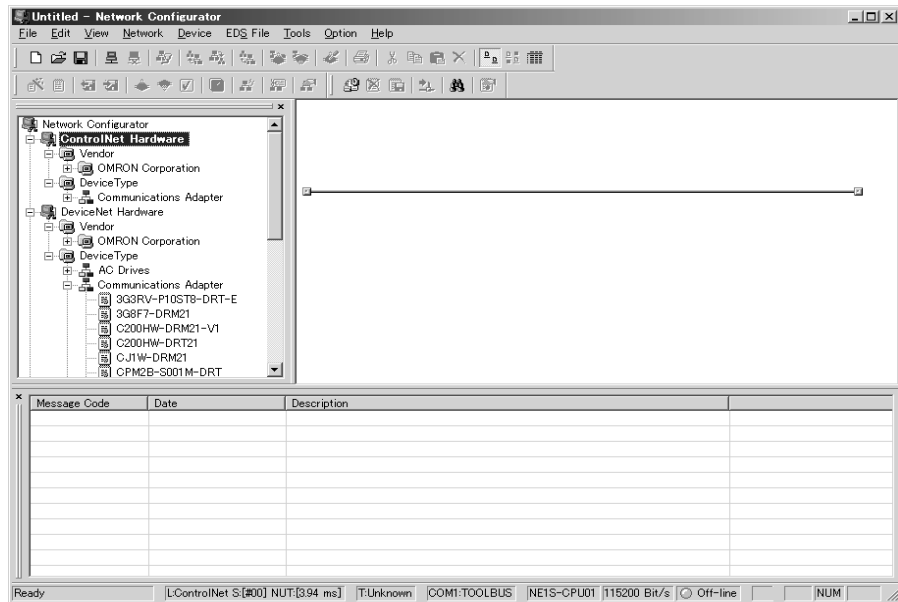 Untitled - Network Configurator
File Edit View Network Device EDS File Tools Option Help
Network Configurator
ControlNet Hardware
Vendor
OMRON Corporation
DeviceType
Communications Adapter
DeviceNet Hardware
Vendor
OMRON Corporation
DeviceType
AC Drives
Communications Adapter
3G3RV-P10ST8-DRT-E
3G8F7-DRM21
C200HW-DRM21-V1
C200HW-DRT21
CJ1W-DRM21
CPM2B-S001M-DRT
Message Code Date Description
Ready L:ControlNet S:[#00] NUT:[3.94 ms] T:Unknown COM1:TOOLBUS NE1S-CPU01 115200 Bit/s Off-line NUM